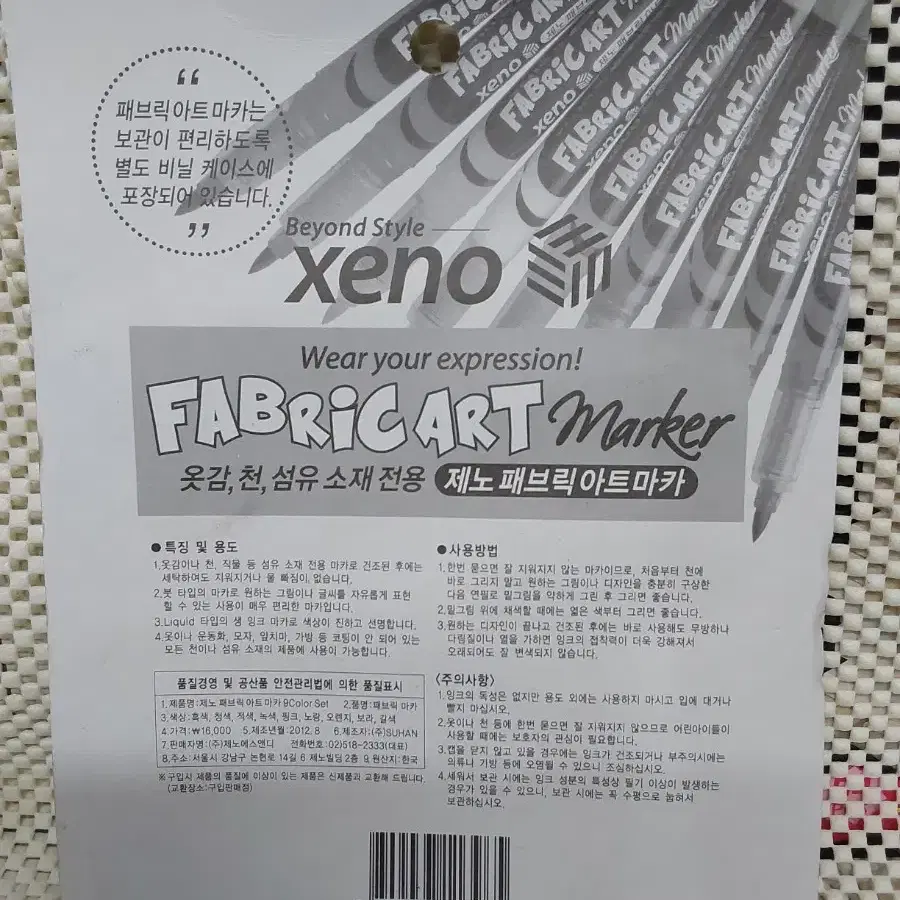 FABRIC ART
FABRIC ART Marker
xeno
FABRIC ART Marker
xeno
FABRIC ART Marker
xeno
FABRIC ART Marker
xeno
FABRIC ART
xeno
FABRIC ART
FABRIC
“
패브릭아트마카는
보관이 편리하도록
별도 비닐 케이스에
포장되어 있습니다.
”
Beyond Style
xeno
Wear your expression!
FABRIC ART Marker
옷감, 천, 섬유 소재 전용 제노 패브릭아트마카
● 특징 및 용도
1.옷감이나 천, 직물 등 섬유 소재 전용 마카로 건조된 후에는
세탁하여도 지워지거나 물 빠짐이 없습니다.
2.붓 타입의 마카로 원하는 그림이나 글씨를 자유롭게 표현
할 수 있는 사용이 매우 편리한 마카입니다.
3.Liquid 타입의 생 잉크 마카로 색상이 진하고 선명합니다.
4.옷이나 운동화, 모자, 앞치마, 가방 등 코팅이 안 되어 있는
모든 천이나 섬유 소재의 제품에 사용이 가능합니다.
품질경영 및 공산품 안전관리법에 의한 품질표시
1.제품명:제노 패브릭아트마카 9Color Set 2.품명:패브릭 마카
3.색상:흑색, 청색, 적색, 녹색, 핑크, 노랑, 오렌지, 보라, 갈색
4.가격:₩16,000 5.제조년월:2012.8 6.제조자:(주)SUHAN
7.판매자명:(주)제노에스엔디 전화번호:02)518-2333(대표)
8.주소:서울시 강남구 논현로 14길 6 제노빌딩 2층 9.원산지:한국
※구입시 제품의 품질에 이상이 있는 제품은 신제품과 교환해 드립니다.
(교환장소:구입판매점)
● 사용방법
1.한번 묻으면 잘 지워지지 않는 마카이므로, 처음부터 천에
바로 그리지 말고 원하는 그림이나 디자인을 충분히 구상한
다음 연필로 밑그림을 약하게 그린 후 그리면 좋습니다.
2.밑그림 위에 채색할 때에는 옅은 색부터 그리면 좋습니다.
3.원하는 디자인이 끝나고 건조된 후에는 바로 사용해도 무방하나
다림질이나 열을 가하면 잉크의 접착력이 더욱 강해져서
오래되어도 잘 변색되지 않습니다.
〈주의사항〉
1.잉크의 독성은 없지만 용도 외에는 사용하지 마시고 입에 대거나
빨지 마십시오.
2.옷이나 천 등에 한번 묻으면 잘 지워지지 않으므로 어린이들이
사용할 때에는 보호자의 관심이 필요합니다.
3.캡을 닫지 않고 있을 경우에는 잉크가 건조되거나 부주의시에는
의류나 가방 등에 오염될 수 있으니 조심하십시오.
4.세워서 보관 시에는 잉크 성분의 특성상 필기 이상이 발생하는
경우가 있을 수 있으니, 보관 시에는 꼭 수평으로 눕혀서
보관하십시오.